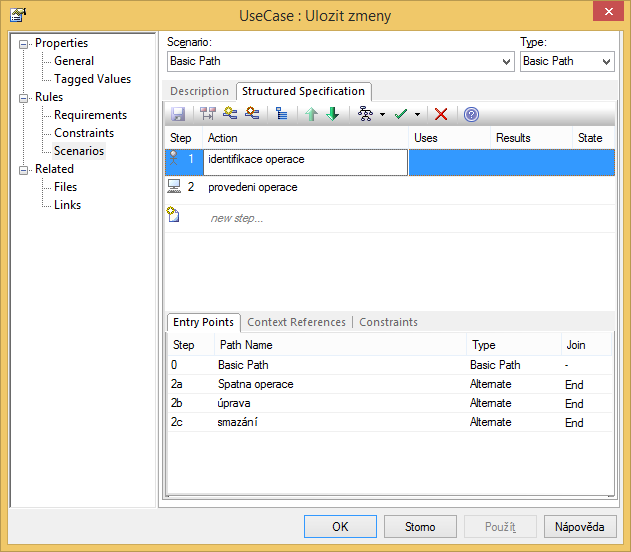 UseCase : Ulozit zmeny
Properties
General
Tagged Values
Rules
Requirements
Constraints
Scenarios
Related
Files
Links
Scenario: Type:
Basic Path Basic Path
Description Structured Specification
Step Action Uses Results State
1 identifikace operace
2 provedeni operace
new step...
Entry Points Context References Constraints
Step Path Name Type Join
0 Basic Path Basic Path -
2a Spatna operace Alternate End
2b úprava Alternate End
2c smazání Alternate End
OK Storno Použít Nápověda